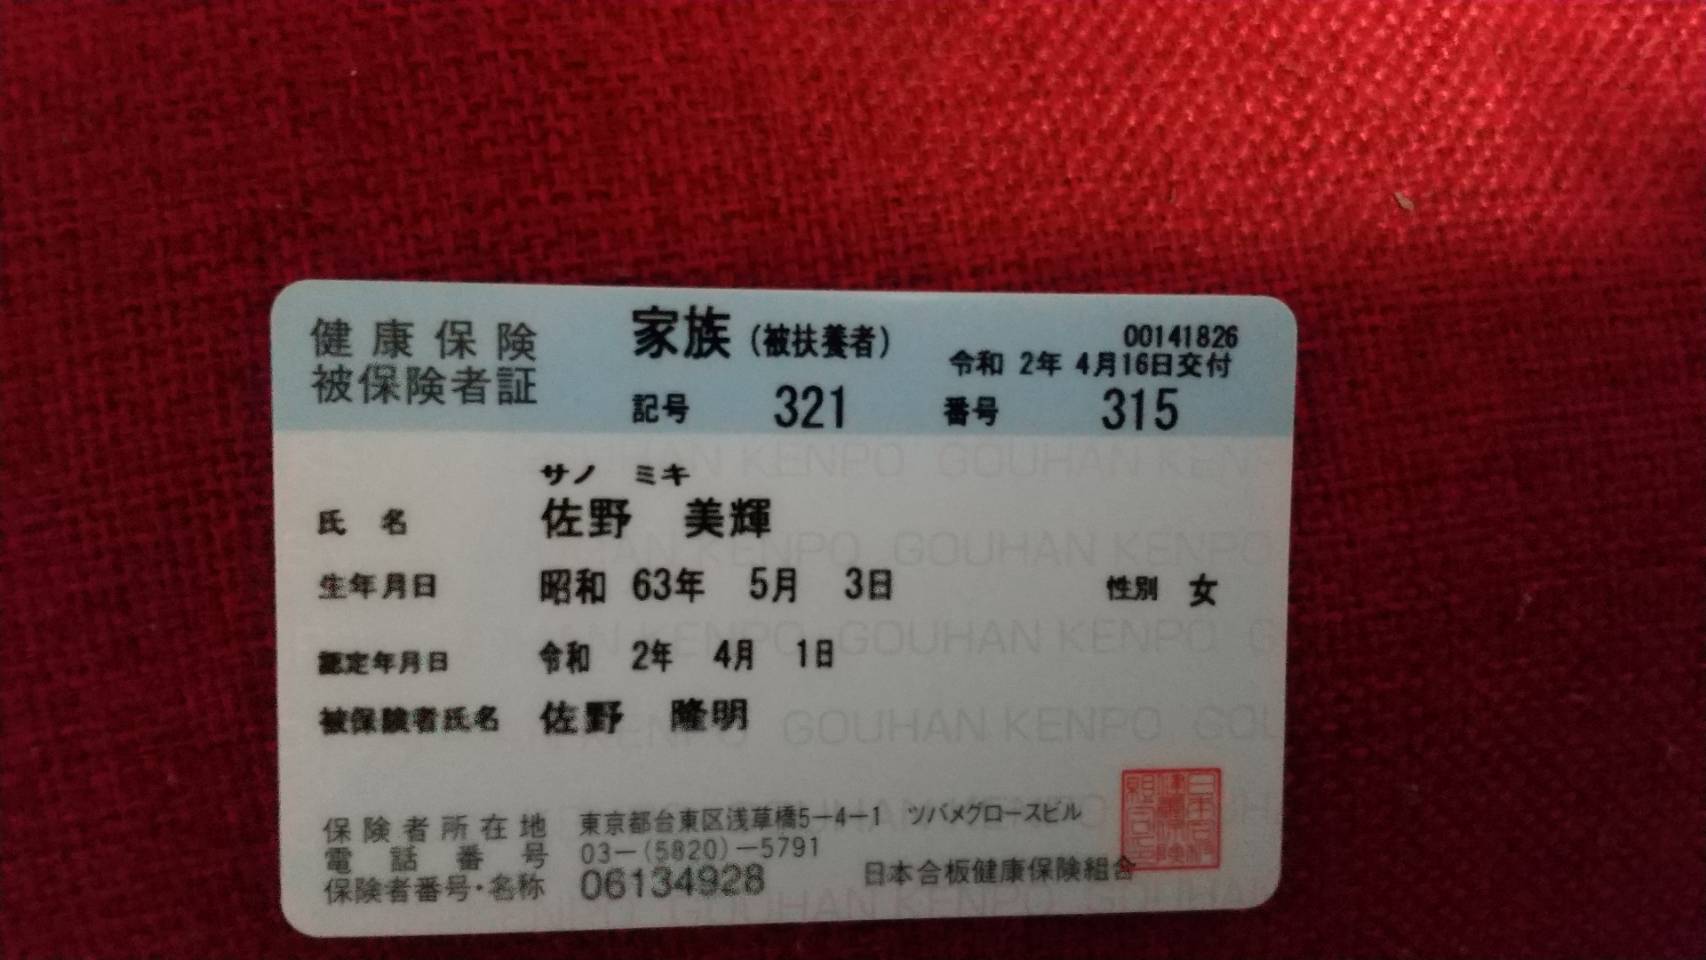 健康保険 家族(被扶養者) 00141826
被保険者証 令和 2年 4月16日交付
記号 321 番号 315
サノ ミキ
氏名 佐野 美輝
生年月日 昭和 63年 5月 3日 性別 女
認定年月日 令和 2年 4月 1日
被保険者氏名 佐野 隆明
保険者所在地 東京都台東区浅草橋5-4-1 ツバメグロースビル
電話番号 03-(5820)-5791
保険者番号・名称 06134928 日本合板健康保険組合
GOUHAN KENPO